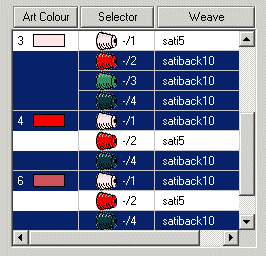 Art Colour Selector Weave
3 -/1 sati5
-/2 satiback10
-/3 satiback10
-/4 satiback10
4 -/1 satiback10
-/2 sati5
-/4 satiback10
6 -/1 satiback10
-/2 sati5
-/4 satiback10